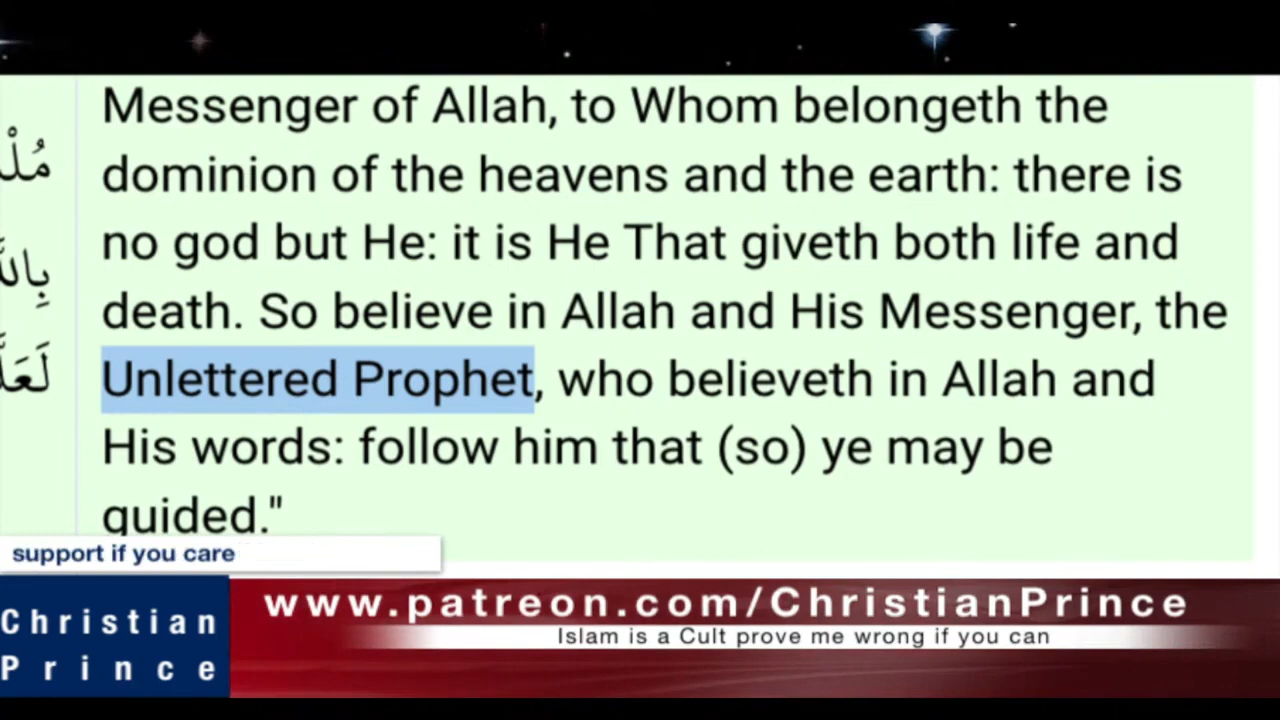 Messenger of Allah, to Whom belongeth the
dominion of the heavens and the earth: there is
no god but He: it is He That giveth both life and
death. So believe in Allah and His Messenger, the
Unlettered Prophet, who believeth in Allah and
His words: follow him that (so) ye may be
guided."
support if you care
Christian
Prince
www.patreon.com/ChristianPrince
Islam is a Cult prove me wrong if you can